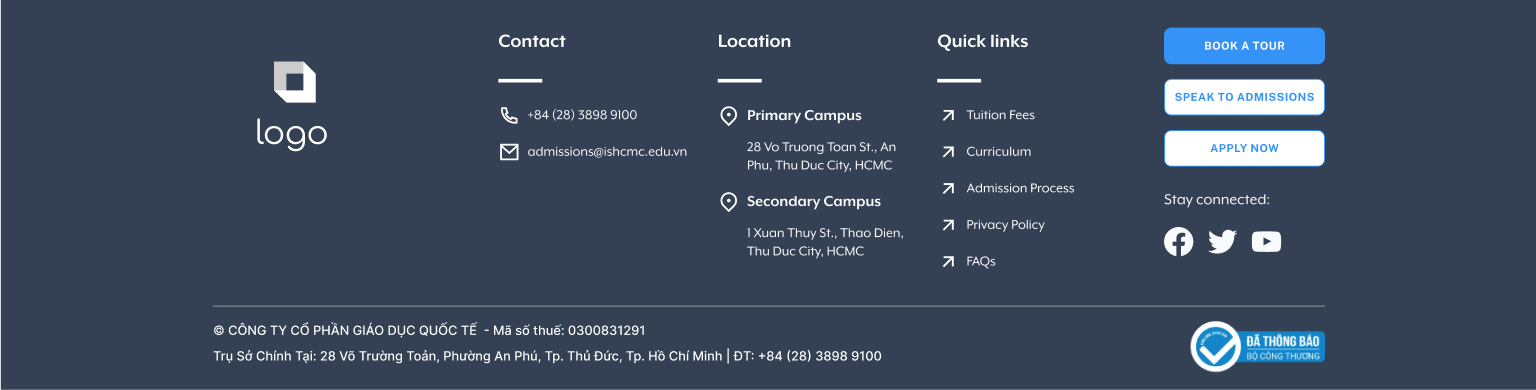 logo
Contact
+84 (28) 3898 9100
admissions@ishcmc.edu.vn
Location
Primary Campus
28 Vo Truong Toan St., An
Phu, Thu Duc City, HCMC
Secondary Campus
1 Xuan Thuy St., Thao Dien,
Thu Duc City, HCMC
Quick links
Tuition Fees
Curriculum
Admission Process
Privacy Policy
FAQs
BOOK A TOUR
SPEAK TO ADMISSIONS
APPLY NOW
Stay connected:
© CÔNG TY CỔ PHẦN GIÁO DỤC QUỐC TẾ - Mã số thuế: 0300831291
Trụ Sở Chính Tại: 28 Võ Trường Toản, Phường An Phú, Tp. Thủ Đức, Tp. Hồ Chí Minh | ĐT: +84 (28) 3898 9100
ĐÃ THÔNG BÁO
BỘ CÔNG THƯƠNG